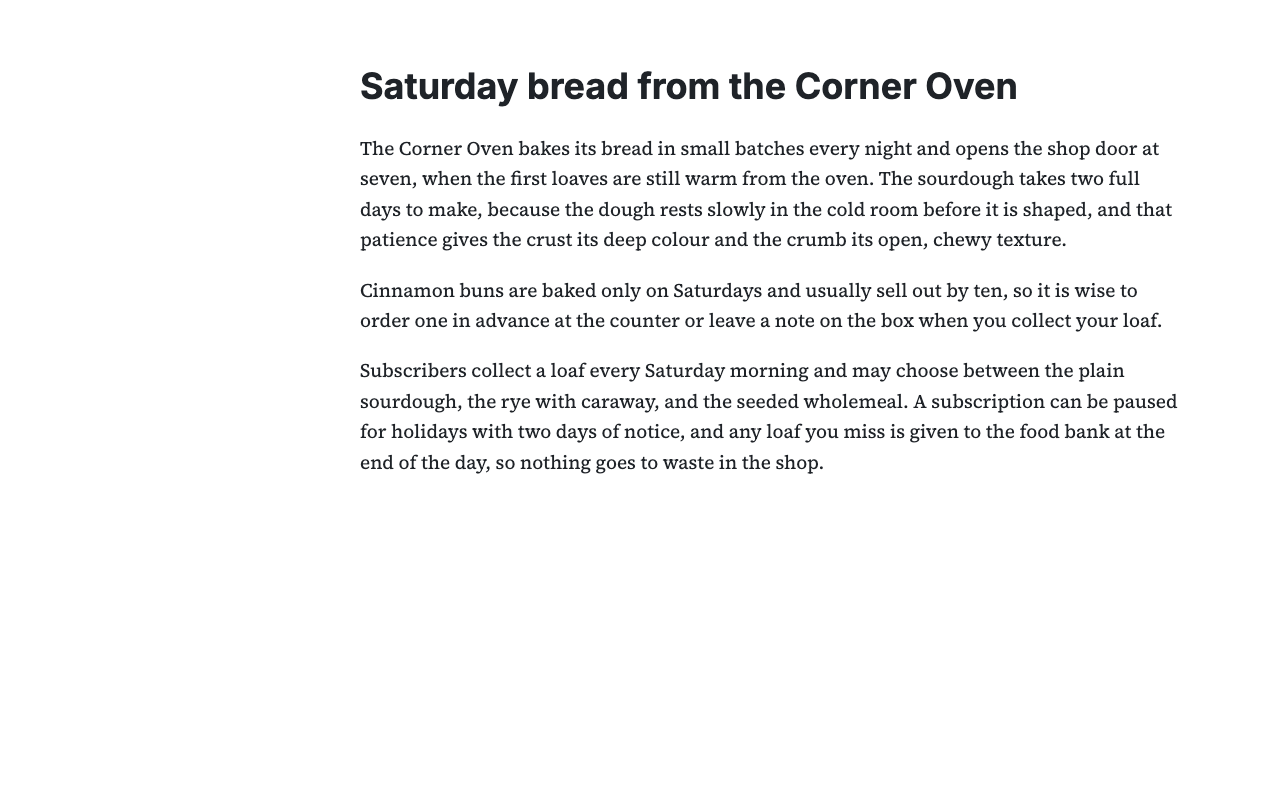 Saturday bread from the Corner Oven
The Corner Oven bakes its bread in small batches every night and opens the shop door at
seven, when the first loaves are still warm from the oven. The sourdough takes two full
days to make, because the dough rests slowly in the cold room before it is shaped, and that
patience gives the crust its deep colour and the crumb its open, chewy texture.
Cinnamon buns are baked only on Saturdays and usually sell out by ten, so it is wise to
order one in advance at the counter or leave a note on the box when you collect your loaf.
Subscribers collect a loaf every Saturday morning and may choose between the plain
sourdough, the rye with caraway, and the seeded wholemeal. A subscription can be paused
for holidays with two days of notice, and any loaf you miss is given to the food bank at the
end of the day, so nothing goes to waste in the shop.